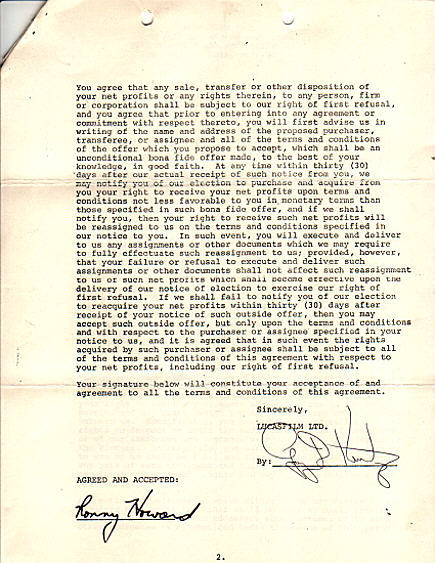 You agree that any sale, transfer or other disposition of
your net profits or any rights therein, to any person, firm
or corporation shall be subject to our right of first refusal,
and you agree that prior to entering into any agreement or
commitment with respect thereto, you will first advise us in
writing of the name and address of the proposed purchaser,
transferee, or assignee and all of the terms and conditions
of the offer which you propose to accept, which shall be an
unconditional bona fide offer made, to the best of your
knowledge, in good faith. At any time within thirty (30)
days after our actual receipt of such notice from you, we
may notify you of our election to purchase and acquire from
you your right to receive your net profits upon terms and
conditions not less favorable to you in monetary terms than
those specified in such bona fide offer, and if we shall
notify you, then your right to receive such net profits will
be reassigned to us on the terms and conditions specified in
our notice to you. In such event, you will execute and deliver
to us any assignments or other documents which we may require
to fully effectuate such reassignment to us; provided, however,
that your failure or refusal to execute and deliver such
assignments or other documents shall not affect such reassignment
to us of such net profits which shall become effective upon the
delivery of our notice of election to exercise our right of
first refusal. If we shall fail to notify you of our election
to reacquire your net profits within thirty (30) days after
receipt of your notice of such outside offer, then you may
accept such outside offer, but only upon the terms and conditions
and with respect to the purchaser or assignee specified in your
notice to us, and it is agreed that in such event the rights
acquired by such purchaser or assignee shall be subject to all
of the terms and conditions of this agreement with respect to
your net profits, including our right of first refusal.
Your signature below will constitute your acceptance of and
agreement to all the terms and conditions of this agreement.
Sincerely,
LUCASFILM LTD.
By:
AGREED AND ACCEPTED:
Ronny Howard
2.